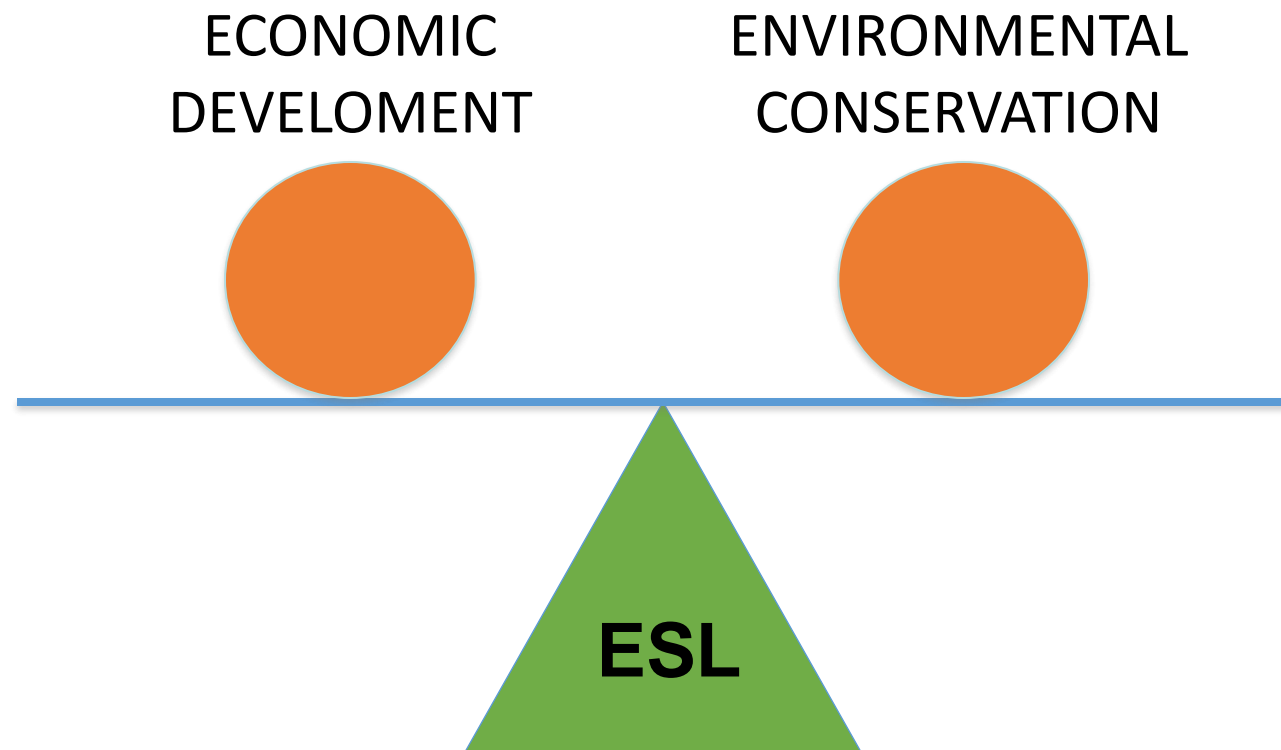 ECONOMIC
DEVELOMENT
ENVIRONMENTAL
CONSERVATION
ESL